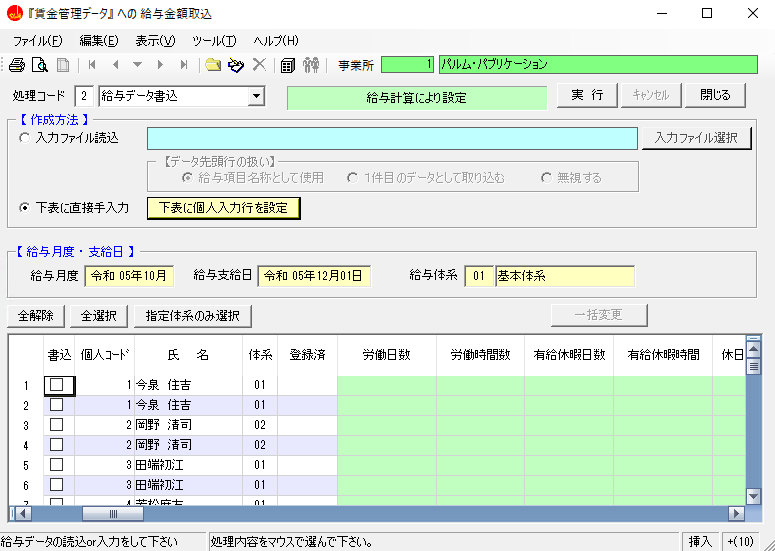 『賃金管理データ』 への 給与金額取込
ファイル(F) 編集(E) 表示(V) ツール(T) ヘルプ(H)
事業所 1 パルム・パブリケーション
処理コード 2 給与データ書込 給与計算により設定 実 行 キャンセル 閉じる
【 作成方法 】
入力ファイル読込 入力ファイル選択
【データ先頭行の扱い】
給与項目名称として使用 1件目のデータとして取り込む 無視する
下表に直接手入力 下表に個人入力行を設定
【 給与月度 ・ 支給日 】
給与月度 令和 05年10月 給与支給日 令和 05年12月01日 給与体系 01 基本体系
全解除 全選択 指定体系のみ選択 一括変更
書込 個人コード 氏 名 体系 登録済 労働日数 労働時間数 有給休暇日数 有給休暇時間 休日
1 1 今泉 住吉 01
2 1 今泉 住吉 01
3 2 岡野 清司 02
4 2 岡野 清司 02
5 3 田端初江 01
6 3 田端初江 01
給与データの読込or入力をして下さい 処理内容をマウスで選んで下さい。 挿入 +(10)